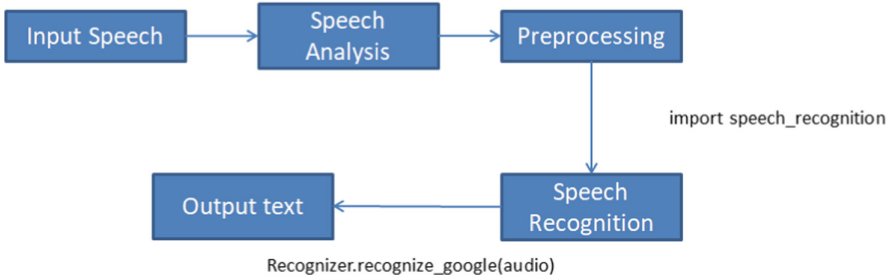 Input Speech
Speech
Analysis
Preprocessing
import speech_recognition
Speech
Recognition
Output text
Recognizer.recognize_google(audio)